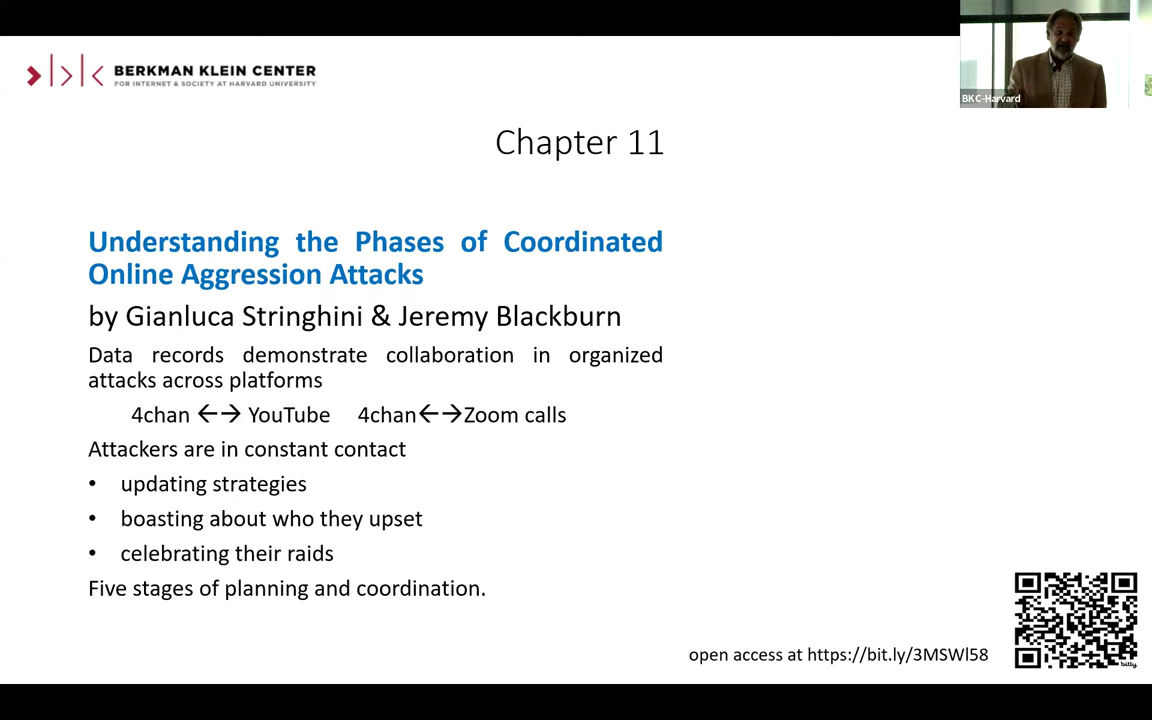 BERKMAN KLEIN CENTER
FOR INTERNET & SOCIETY AT HARVARD UNIVERSITY
BKC-Harvard
Chapter 11
Understanding the Phases of Coordinated
Online Aggression Attacks
by Gianluca Stringhini & Jeremy Blackburn
Data records demonstrate collaboration in organized
attacks across platforms
4chan ←→ YouTube 4chan←→Zoom calls
Attackers are in constant contact
• updating strategies
• boasting about who they upset
• celebrating their raids
Five stages of planning and coordination.
open access at https://bit.ly/3MSWl58
bitly